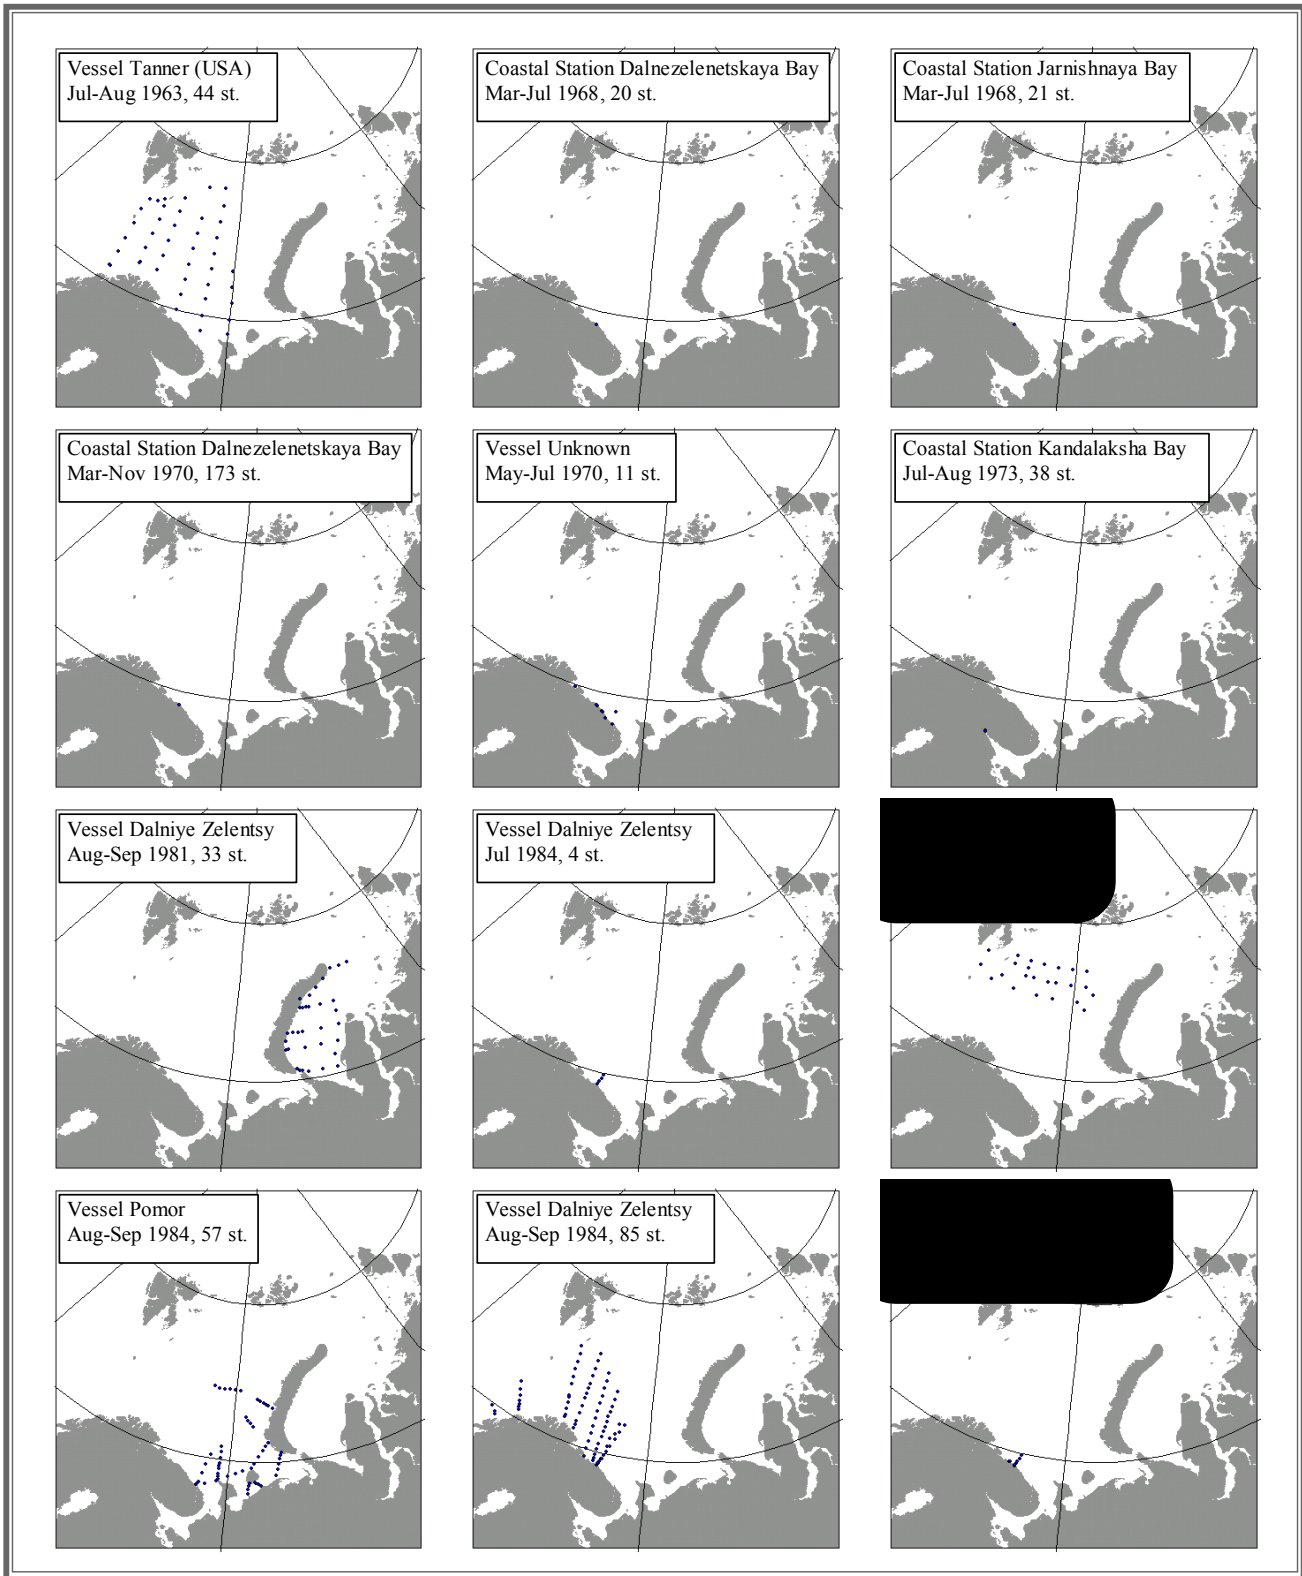 Vessel Tanner (USA)
Jul-Aug 1963, 44 st.
Coastal Station Dalnezelenetskaya Bay
Mar-Jul 1968, 20 st.
Coastal Station Jarnishnaya Bay
Mar-Jul 1968, 21 st.
Coastal Station Dalnezelenetskaya Bay
Mar-Nov 1970, 173 st.
Vessel Unknown
May-Jul 1970, 11 st.
Coastal Station Kandalaksha Bay
Jul-Aug 1973, 38 st.
Vessel Dalniye Zelentsy
Aug-Sep 1981, 33 st.
Vessel Dalniye Zelentsy
Jul 1984, 4 st.
Vessel Pomor
Aug-Sep 1984, 57 st.
Vessel Dalniye Zelentsy
Aug-Sep 1984, 85 st.